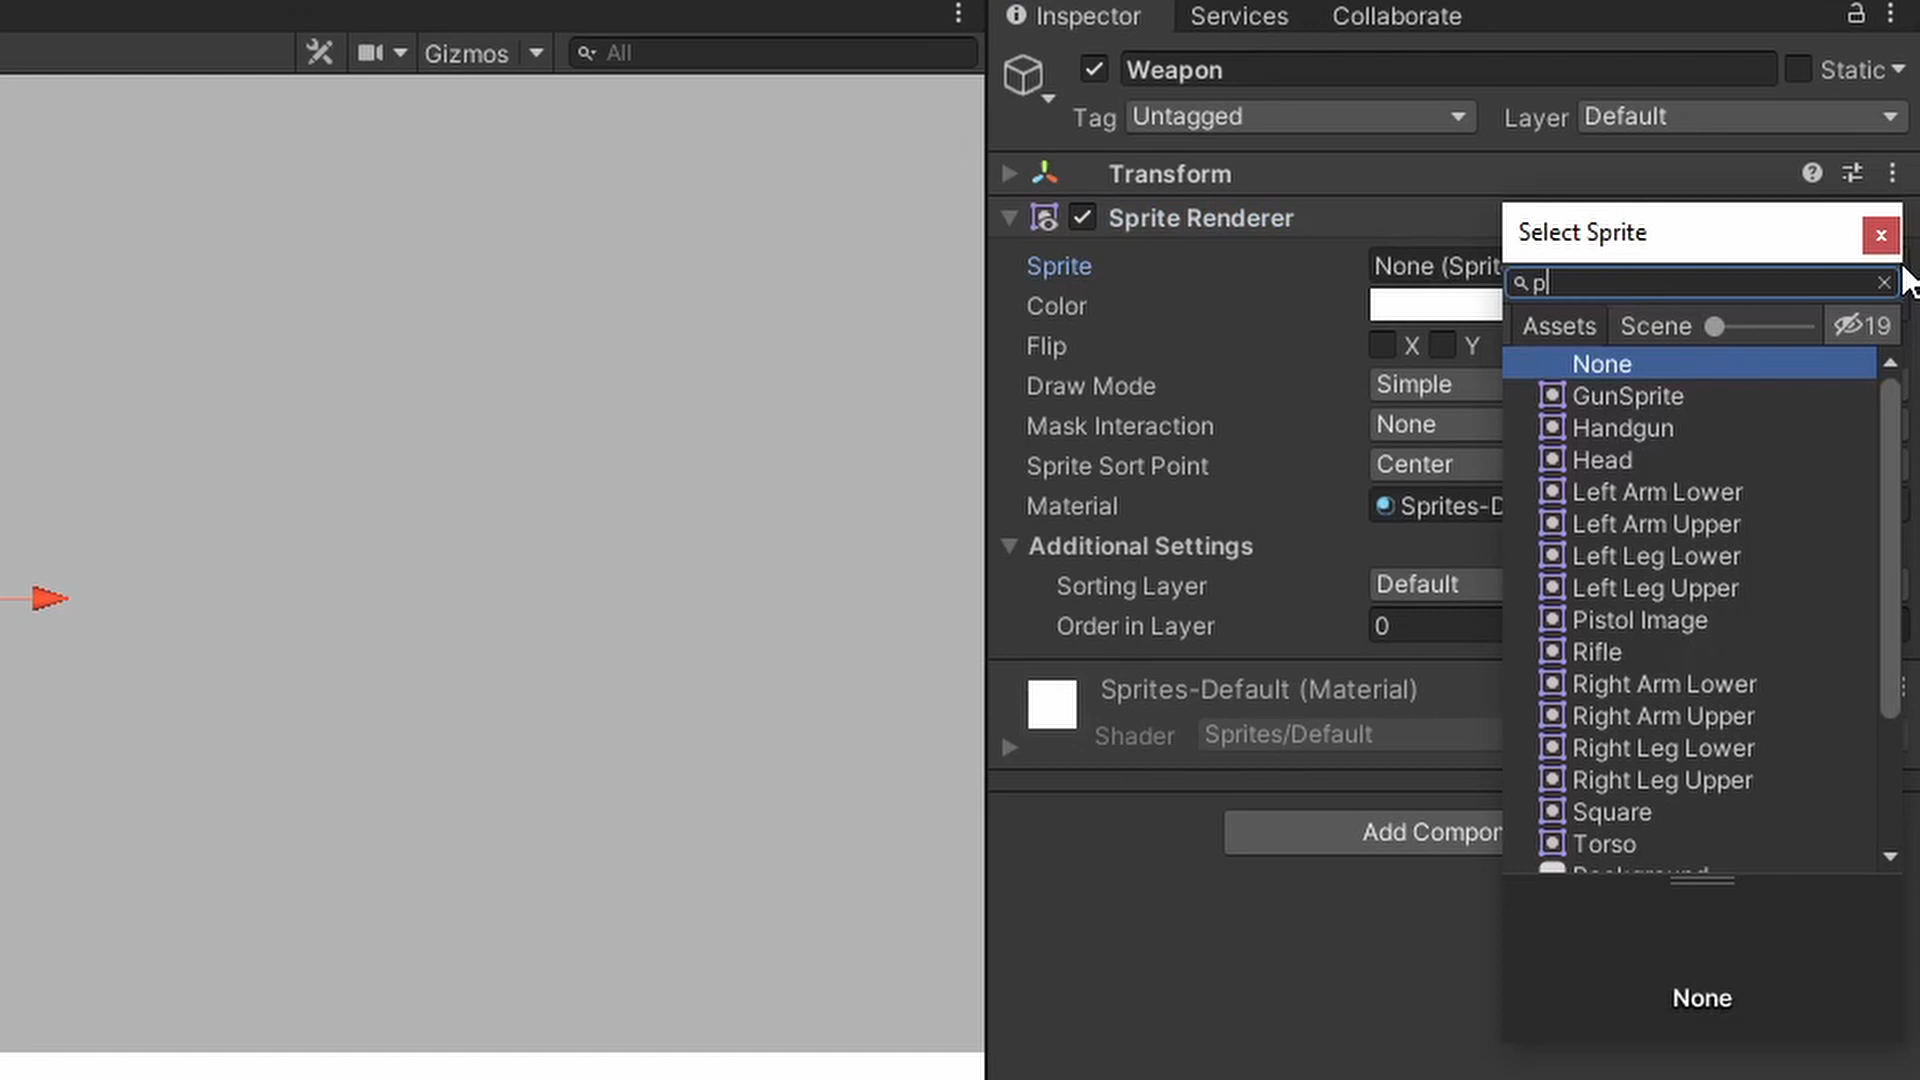 Inspector Services Collaborate
Gizmos All
Weapon Static
Tag Untagged Layer Default
Transform
Sprite Renderer
Sprite None (Sprit
Color
Flip X Y
Draw Mode Simple
Mask Interaction None
Sprite Sort Point Center
Material Sprites-D
Additional Settings
Sorting Layer Default
Order in Layer 0
Sprites-Default (Material)
Shader Sprites/Default
Add Compon
Select Sprite x
p
Assets Scene 19
None
GunSprite
Handgun
Head
Left Arm Lower
Left Arm Upper
Left Leg Lower
Left Leg Upper
Pistol Image
Rifle
Right Arm Lower
Right Arm Upper
Right Leg Lower
Right Leg Upper
Square
Torso
Background
None